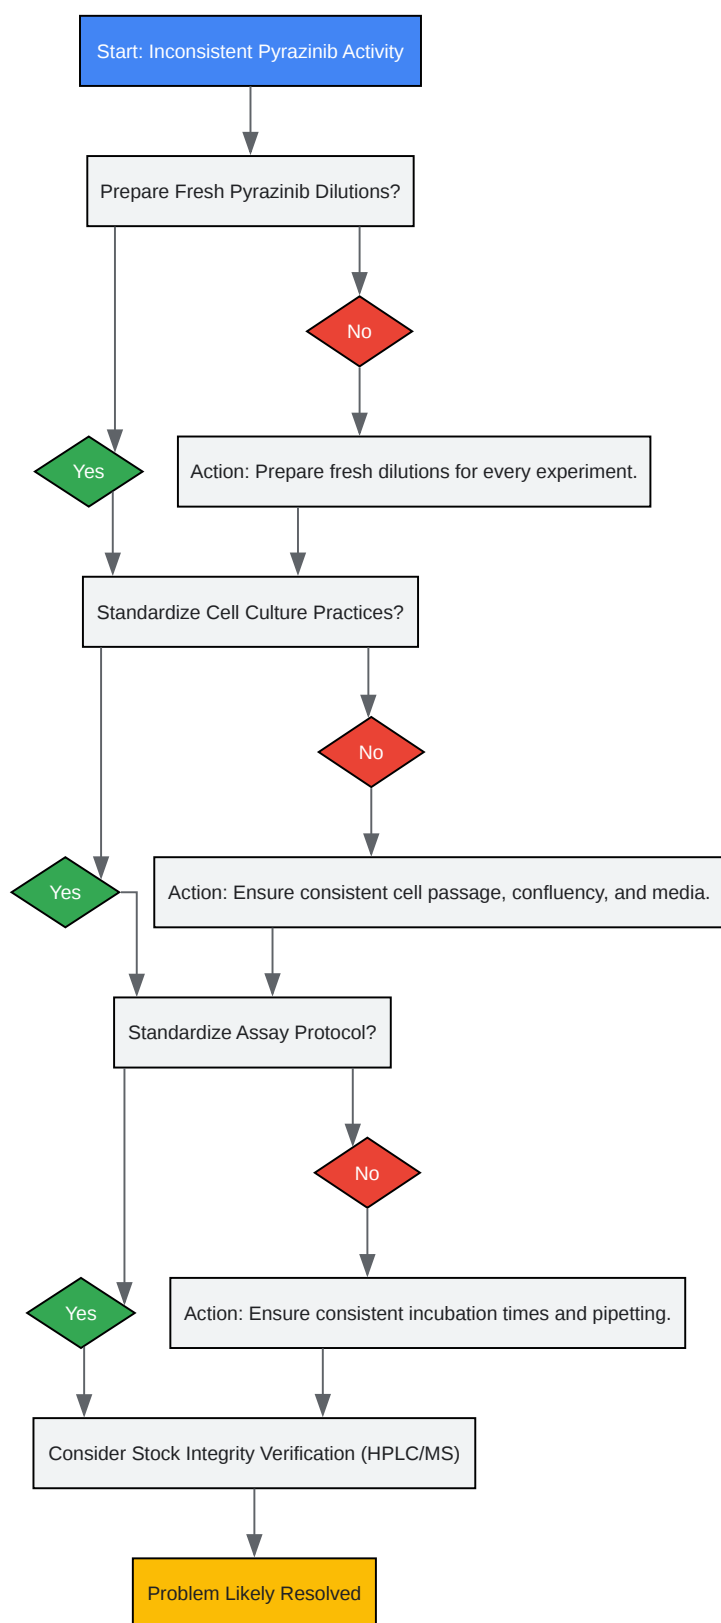 Start: Inconsistent Pyrazinib Activity
Prepare Fresh Pyrazinib Dilutions?
No
Yes
Action: Prepare fresh dilutions for every experiment.
Standardize Cell Culture Practices?
No
Yes
Action: Ensure consistent cell passage, confluency, and media.
Standardize Assay Protocol?
No
Yes
Action: Ensure consistent incubation times and pipetting.
Consider Stock Integrity Verification (HPLC/MS)
Problem Likely Resolved